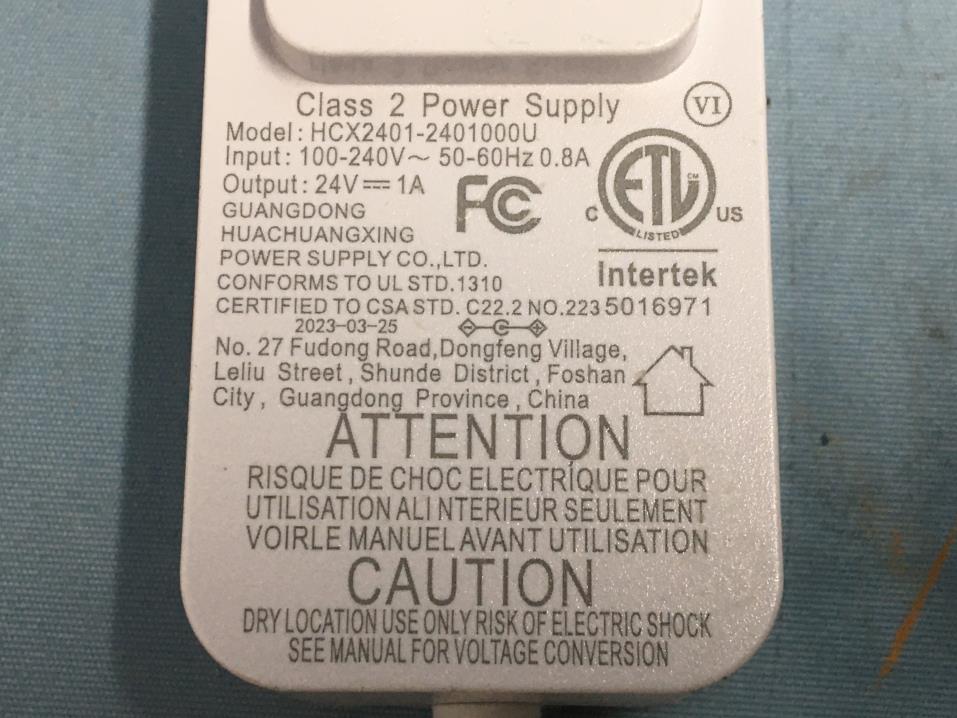 Class 2 Power Supply
VI
Model: HCX2401-2401000U
Input: 100-240V~ 50-60Hz 0.8A
Output: 24V⎓1A
FC
ETL
CM
LISTED
C
US
Intertek
5016971
GUANGDONG
HUACHUANGXING
POWER SUPPLY CO.,LTD.
CONFORMS TO UL STD.1310
CERTIFIED TO CSA STD. C22.2 NO.223
2023-03-25
No. 27 Fudong Road,Dongfeng Village,
Leliu Street, Shunde District, Foshan
City, Guangdong Province, China
ATTENTION
RISQUE DE CHOC ELECTRIQUE POUR
UTILISATION ALI NTERIEUR SEULEMENT
VOIRLE MANUEL AVANT UTILISATION
CAUTION
DRY LOCATION USE ONLY RISK OF ELECTRIC SHOCK
SEE MANUAL FOR VOLTAGE CONVERSION